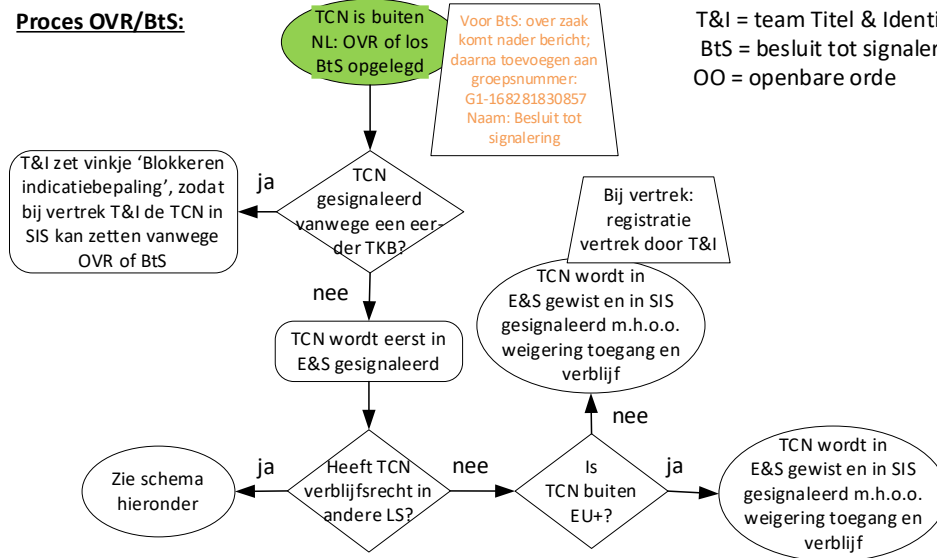 Proces OVR/BtS:
TCN is buiten
NL: OVR of los
BtS opgelegd
Voor BtS: over zaak
komt nader bericht;
daarna toevoegen aan
groepsnummer:
G1-168281830857
Naam: Besluit tot
signalering
T&I = team Titel & Identi
BtS = besluit tot signaler
OO = openbare orde
T&I zet vinkje ‘Blokkeren
indicatiebepaling’, zodat
bij vertrek T&I de TCN in
SIS kan zetten vanwege
OVR of BtS
ja
TCN
gesignaleerd
vanwege een eer-
der TKB?
Bij vertrek:
registratie
vertrek door T&I
nee
TCN wordt in
E&S gewist en in SIS
gesignaleerd m.h.o.o.
weigering toegang en
verblijf
TCN wordt eerst in
E&S gesignaleerd
nee
Zie schema
hieronder
ja
Heeft TCN
verblijfsrecht in
andere LS?
nee
Is
TCN buiten
EU+?
ja
TCN wordt in
E&S gewist en in SIS
gesignaleerd m.h.o.o.
weigering toegang en
verblijf